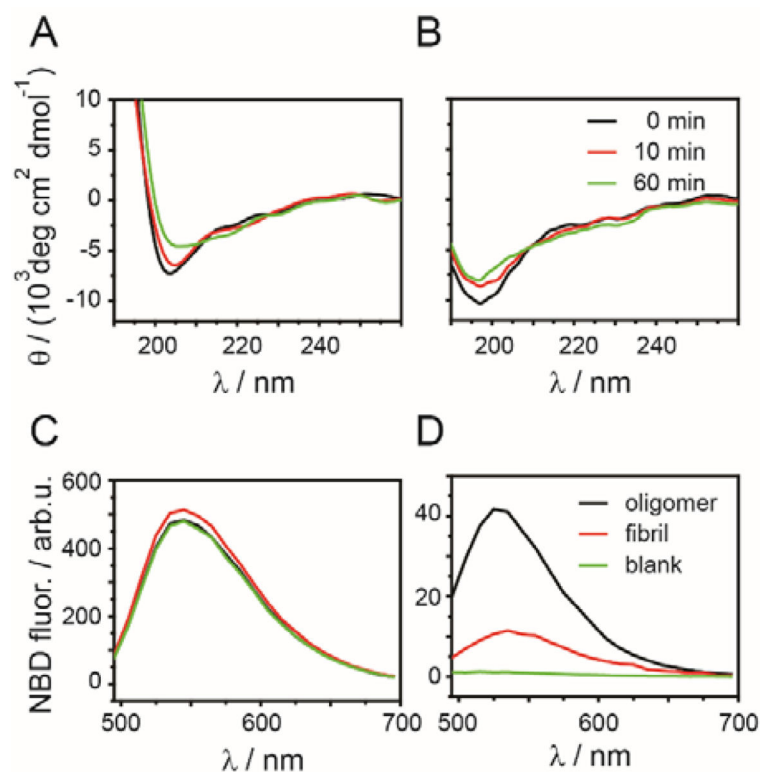 A
B
θ / (10³deg cm² dmol⁻¹)
10
5
0
-5
-10
0 min
10 min
60 min
200 220 240
200 220 240
λ / nm
λ / nm
C
D
NBD fluor. / arb.u.
600
400
200
0
40
20
0
oligomer
fibril
blank
500 600 700
500 600 700
λ / nm
λ / nm